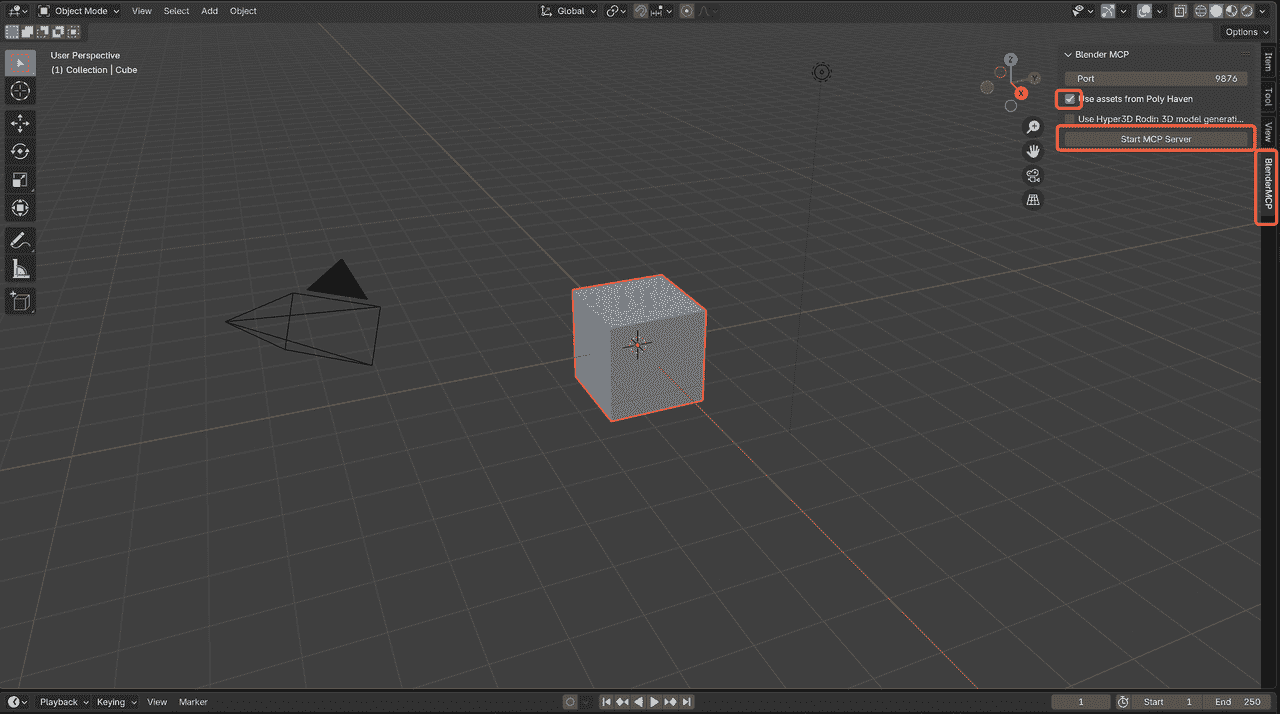 Object Mode View Select Add Object Global
Options
User Perspective
(1) Collection | Cube
Blender MCP
Port 9876
Use assets from Poly Haven
Use Hyper3D Rodin 3D model generati...
Start MCP Server
Item
Tool
View
BlenderMCP
Z
Y
X
Playback Keying View Marker 1 Start 1 End 250